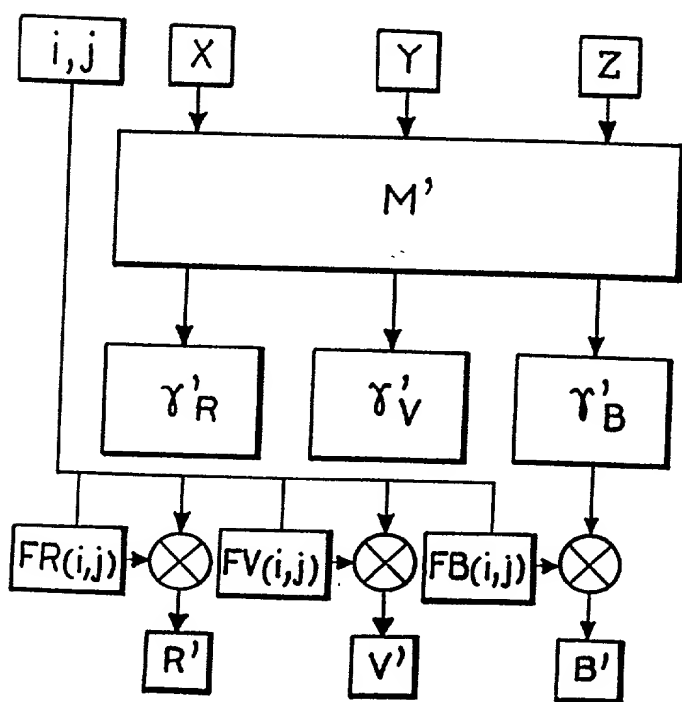 i,j X Y Z
M'
γ'R γ'V γ'B
FR(i,j) FV(i,j) FB(i,j)
R' V' B'